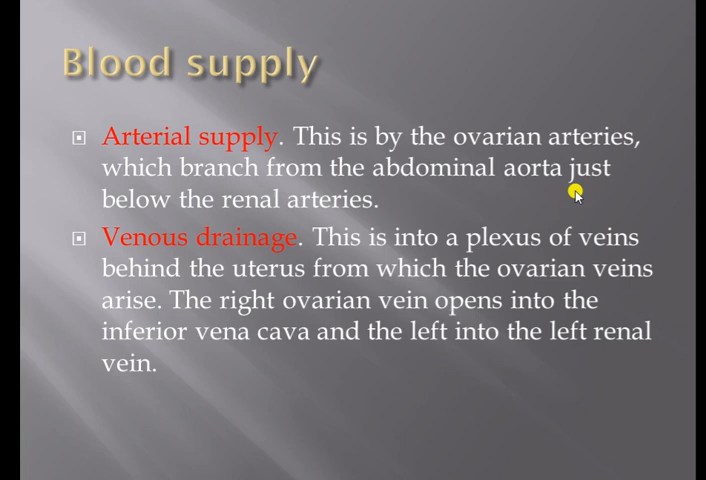 Blood supply
Arterial supply. This is by the ovarian arteries,
which branch from the abdominal aorta just
below the renal arteries.
Venous drainage. This is into a plexus of veins
behind the uterus from which the ovarian veins
arise. The right ovarian vein opens into the
inferior vena cava and the left into the left renal
vein.